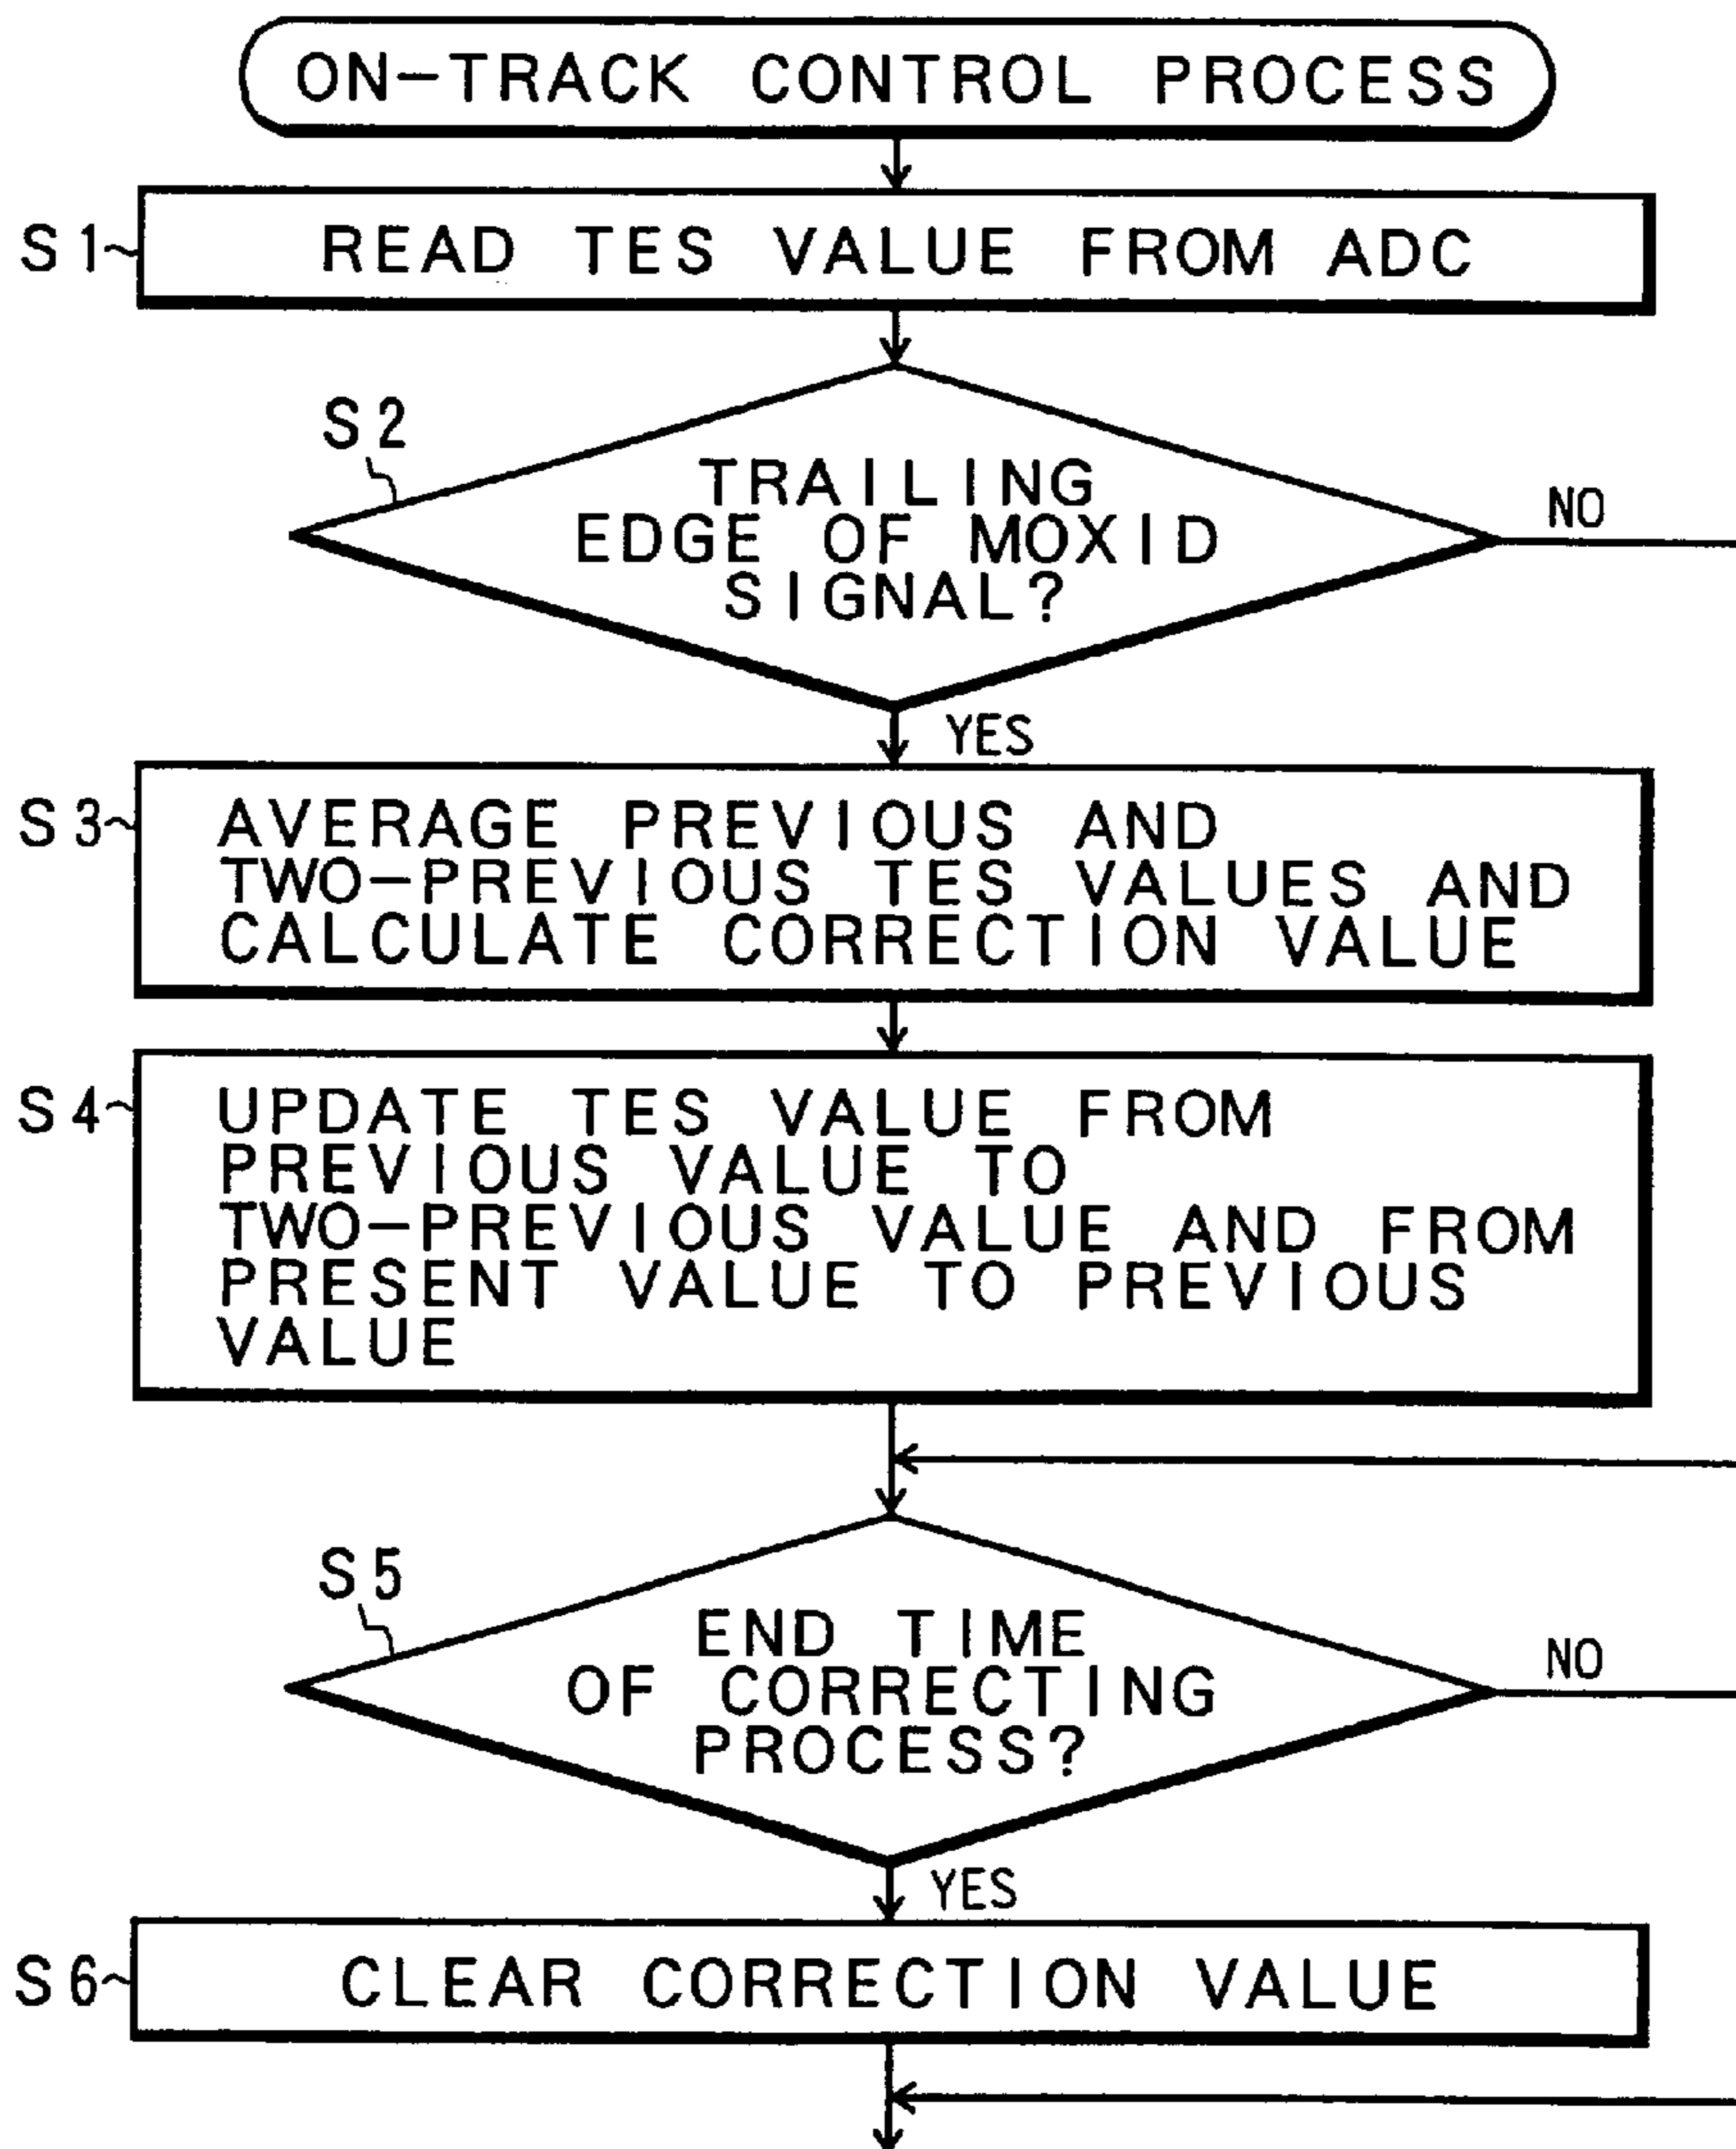 ON-TRACK CONTROL PROCESS
S1
READ TES VALUE FROM ADC
S2
TRAILING
EDGE OF MOXID
SIGNAL?
NO
YES
S3
AVERAGE PREVIOUS AND
TWO-PREVIOUS TES VALUES AND
CALCULATE CORRECTION VALUE
S4
UPDATE TES VALUE FROM
PREVIOUS VALUE TO
TWO-PREVIOUS VALUE AND FROM
PRESENT VALUE TO PREVIOUS
VALUE
S5
END TIME
OF CORRECTING
PROCESS?
NO
YES
S6
CLEAR CORRECTION VALUE